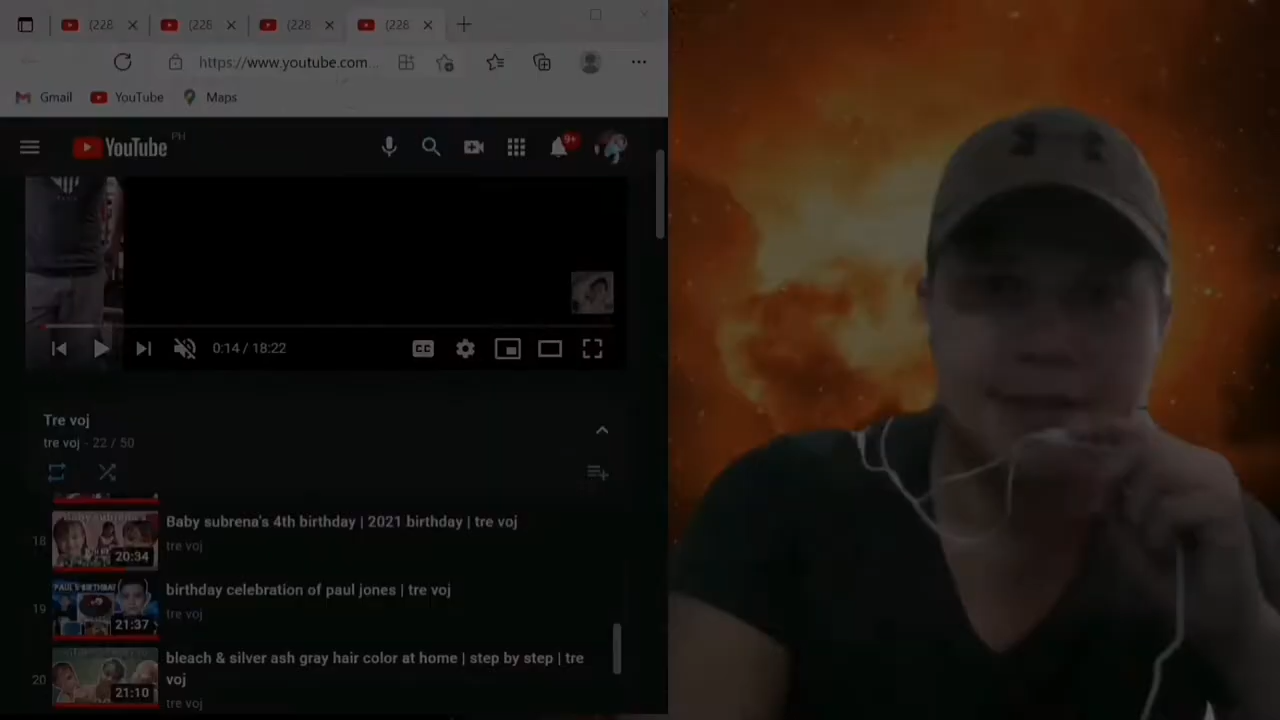 (228
(228
(228
(228
https://www.youtube.com...
Gmail
YouTube
Maps
YouTube PH
9+
CC
0:14 / 18:22
Tre voj
tre voj - 22 / 50
18
20:34
Baby subrena's 4th birthday | 2021 birthday | tre voj
tre voj
19
PAUL'S BIRTHDAY
21:37
birthday celebration of paul jones | tre voj
tre voj
20
21:10
bleach & silver ash gray hair color at home | step by step | tre
voj
tre voj